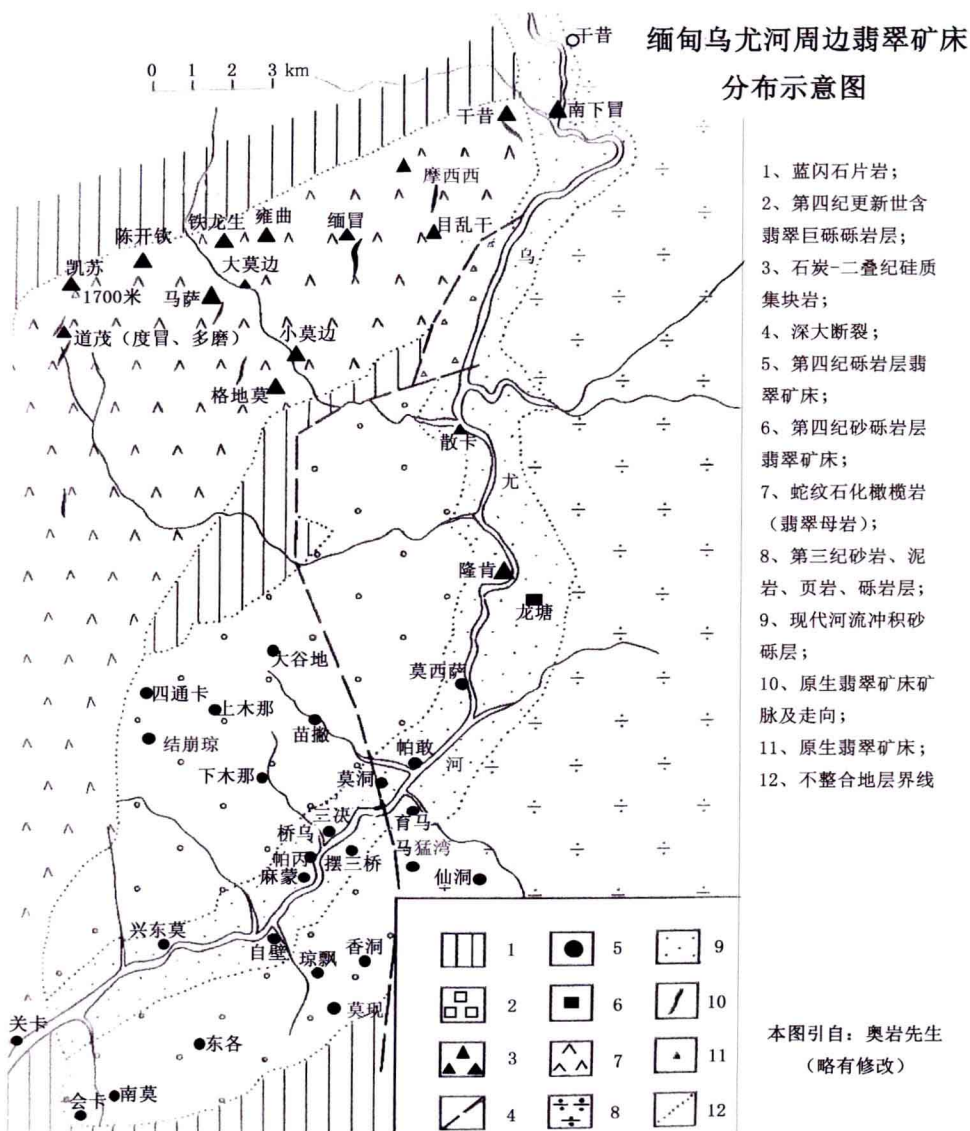 缅甸乌尤河周边翡翠矿床
分布示意图
0 1 2 3 km
干昔
干昔
南下冒
摩西西
铁龙生
雍曲
缅冒
目乱干
乌
陈开钦
凯苏
大莫边
1700米
马萨
道茂（度冒、多磨）
小莫边
格地莫
散卡
尤
隆肯
龙塘
大谷地
莫西萨
四通卡
上木那
苗撇
结崩琼
帕敢
河
下木那
莫洞
三决
育马
桥乌
马猛湾
帕丙
摆三桥
麻蒙
仙洞
兴东莫
自壁
香洞
琼飘
莫现
关卡
东各
南莫
会卡
1、蓝闪石片岩；
2、第四纪更新世含
翡翠巨砾砾岩层；
3、石炭-二叠纪硅质
集块岩；
4、深大断裂；
5、第四纪砾岩层翡
翠矿床；
6、第四纪砂砾岩层
翡翠矿床；
7、蛇纹石化橄榄岩
（翡翠母岩）；
8、第三纪砂岩、泥
岩、页岩、砾岩层；
9、现代河流冲积砂
砾层；
10、原生翡翠矿床矿
脉及走向；
11、原生翡翠矿床；
12、不整合地层界线
1 5 9
2 6 10
3 7 11
4 8 12
本图引自：奥岩先生
（略有修改）